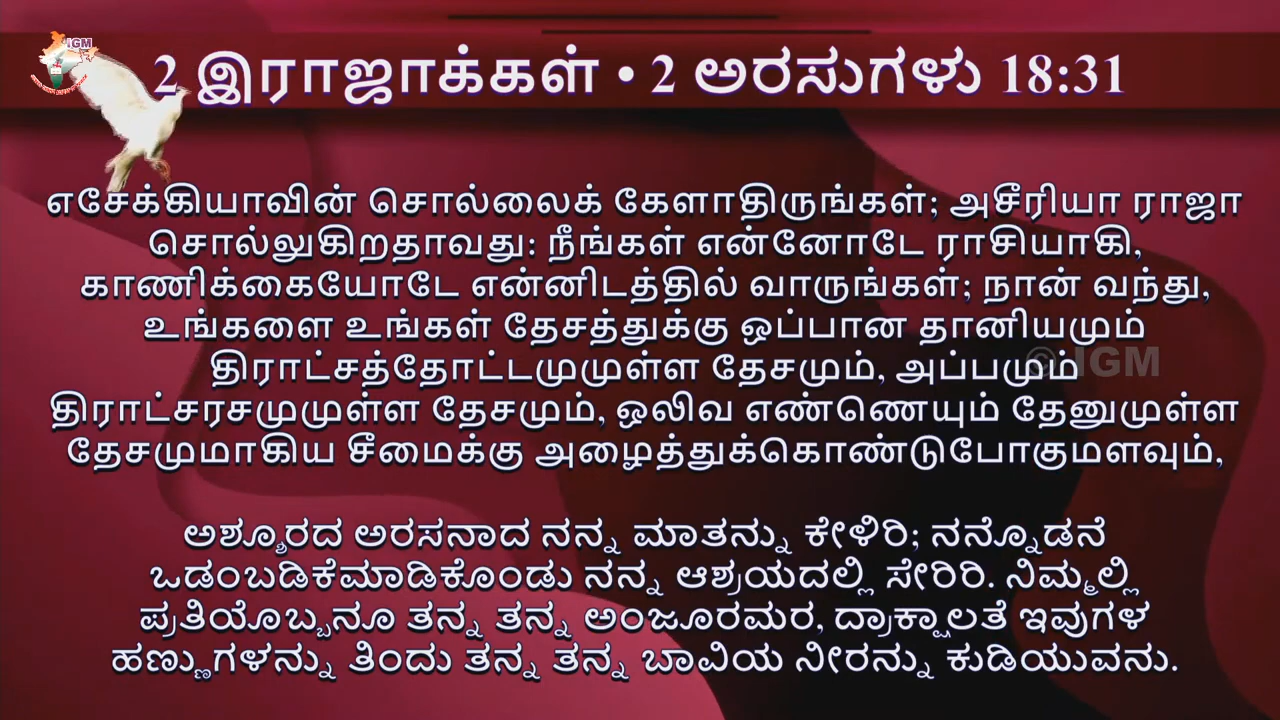 IGM
2 இராஜாக்கள் • 2 ಅರಸುಗಳು 18:31
எசேக்கியாவின் சொல்லைக் கேளாதிருங்கள்; அசீரியா ராஜா
சொல்லுகிறதாவது: நீங்கள் என்னோடே ராசியாகி,
காணிக்கையோடே என்னிடத்தில் வாருங்கள்; நான் வந்து,
உங்களை உங்கள் தேசத்துக்கு ஒப்பான தானியமும்
திராட்சத்தோட்டமுமுள்ள தேசமும், அப்பமும்
© IGM
திராட்சரசமுமுள்ள தேசமும், ஒலிவ எண்ணெயும் தேனுமுள்ள
தேசமுமாகிய சீமைக்கு அழைத்துக்கொண்டுபோகுமளவும்,
ಅಶ್ಶೂರದ ಅರಸನಾದ ನನ್ನ ಮಾತನ್ನು ಕೇಳಿರಿ; ನನ್ನೊಡನೆ
ಒಡಂಬಡಿಕೆಮಾಡಿಕೊಂಡು ನನ್ನ ಆಶ್ರಯದಲ್ಲಿ ಸೇರಿರಿ. ನಿಮ್ಮಲ್ಲಿ
ಪ್ರತಿಯೊಬ್ಬನೂ ತನ್ನ ತನ್ನ ಅಂಜೂರಮರ, ದ್ರಾಕ್ಷಾಲತೆ ಇವುಗಳ
ಹಣ್ಣುಗಳನ್ನು ತಿಂದು ತನ್ನ ತನ್ನ ಬಾವಿಯ ನೀರನ್ನು ಕುಡಿಯುವನು.